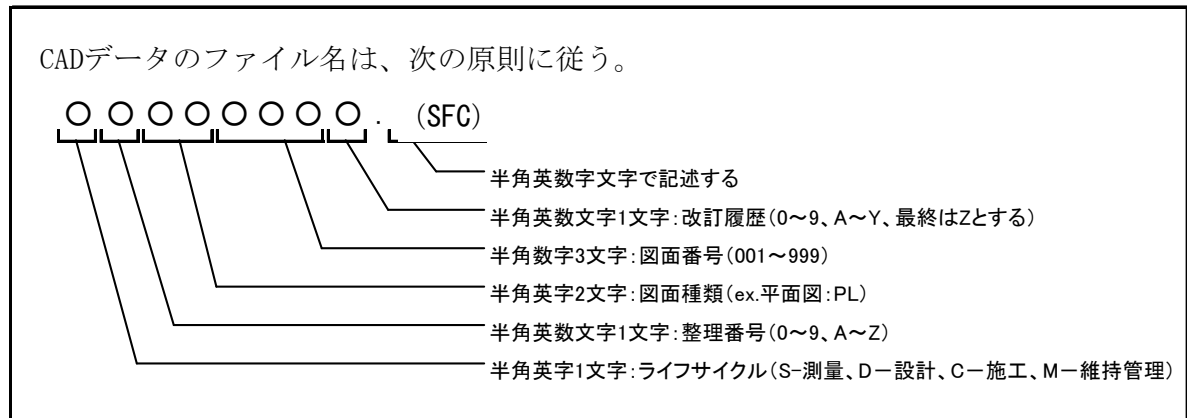 CADデータのファイル名は、次の原則に従う。
○○○○○○○○. (SFC)
半角英数字文字で記述する
半角英数文字1文字:改訂履歴(0～9、A～Y、最終はZとする)
半角数字3文字:図面番号(001～999)
半角英字2文字:図面種類(ex.平面図:PL)
半角英数文字1文字:整理番号(0～9、A～Z)
半角英字1文字:ライフサイクル(S-測量、D－設計、C－施工、M－維持管理)